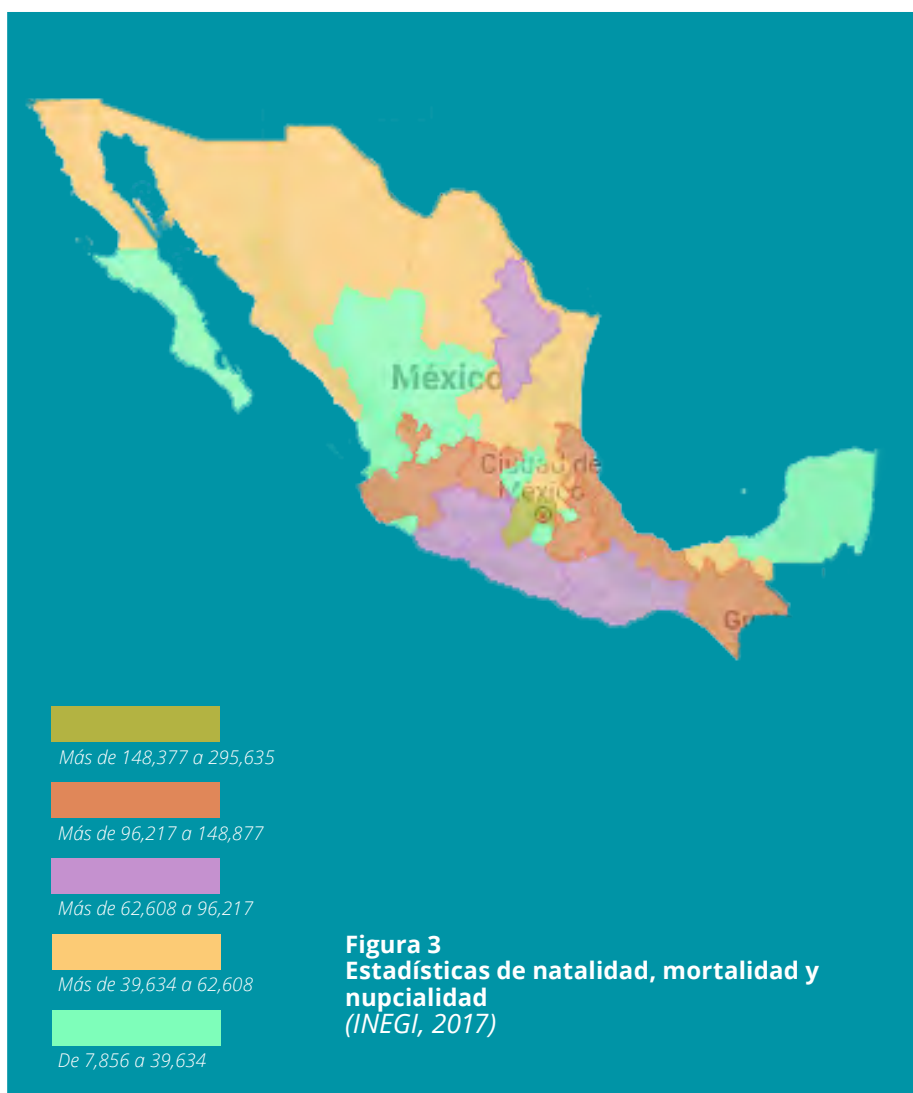 México
Ciudad de
México
Más de 148,377 a 295,635
Más de 96,217 a 148,877
Más de 62,608 a 96,217
Más de 39,634 a 62,608
De 7,856 a 39,634
Figura 3
Estadísticas de natalidad, mortalidad y
nupcialidad
(INEGI, 2017)